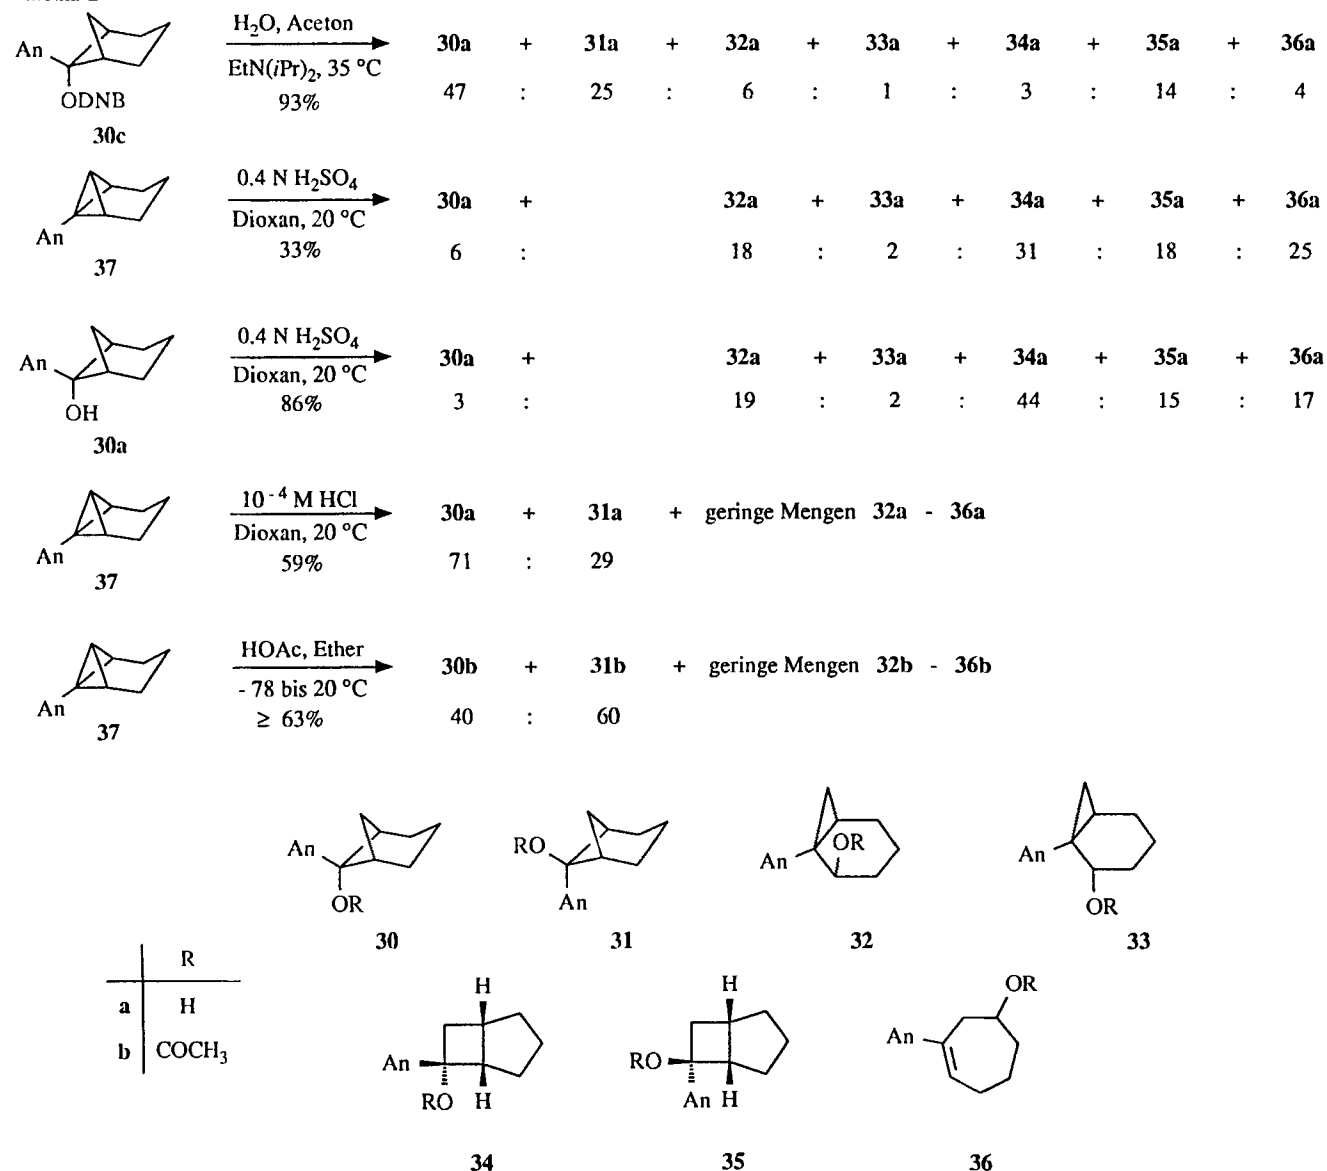 H₂O, Aceton
An
ODNB
EtN(iPr)₂, 35 °C
93%
30c
30a + 31a + 32a + 33a + 34a + 35a + 36a
47 : 25 : 6 : 1 : 3 : 14 : 4
0.4 N H₂SO₄
Dioxan, 20 °C
33%
An
37
30a + 32a + 33a + 34a + 35a + 36a
6 : 18 : 2 : 31 : 18 : 25
0.4 N H₂SO₄
An
OH
Dioxan, 20 °C
86%
30a
30a + 32a + 33a + 34a + 35a + 36a
3 : 19 : 2 : 44 : 15 : 17
10⁻⁴ M HCl
Dioxan, 20 °C
59%
An
37
30a + 31a + geringe Mengen 32a - 36a
71 : 29
HOAc, Ether
- 78 bis 20 °C
≥ 63%
An
37
30b + 31b + geringe Mengen 32b - 36b
40 : 60
An
OR
30
RO
An
31
An
OR
32
An
OR
33
R
a H
b COCH₃
H
An
RO H
34
H
RO
An H
35
OR
An
36